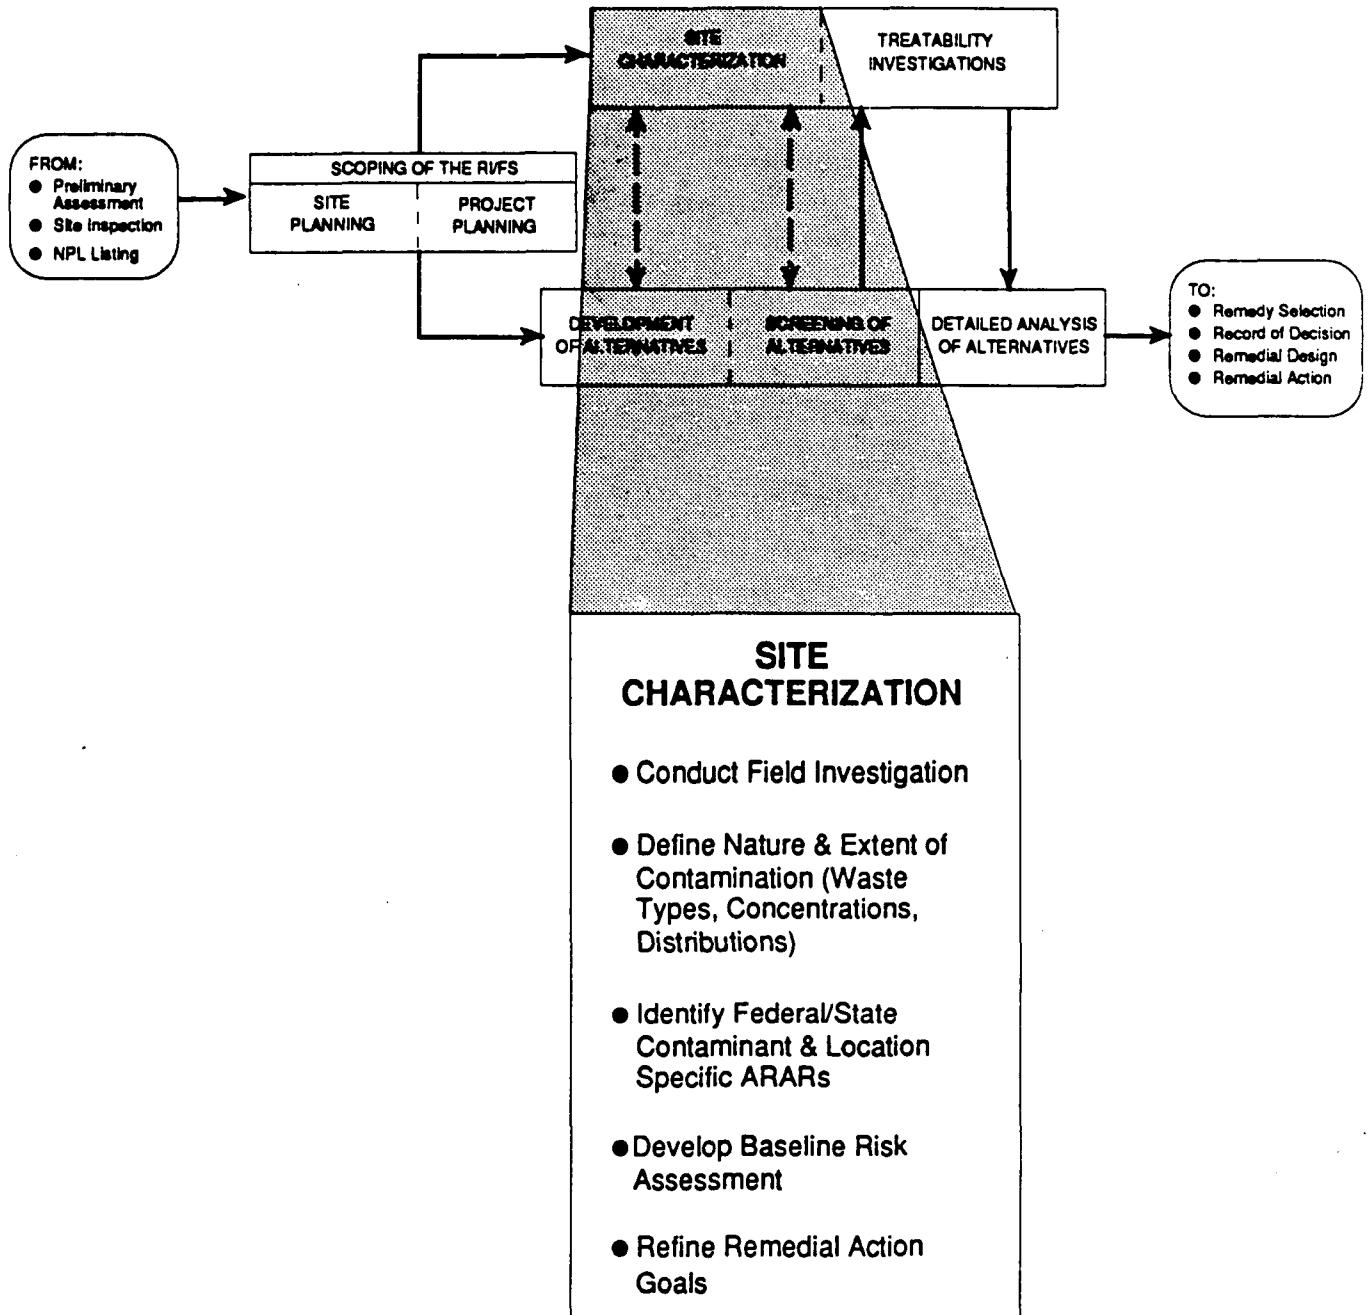 SITE
CHARACTERIZATION
TREATABILITY
INVESTIGATIONS
FROM:
● Preliminary
Assessment
● Site Inspection
● NPL Listing
SCOPING OF THE RI/FS
SITE
PLANNING
PROJECT
PLANNING
DEVELOPMENT
OF ALTERNATIVES
SCREENING OF
ALTERNATIVES
DETAILED ANALYSIS
OF ALTERNATIVES
TO:
● Remedy Selection
● Record of Decision
● Remedial Design
● Remedial Action
SITE
CHARACTERIZATION
● Conduct Field Investigation
● Define Nature & Extent of
Contamination (Waste
Types, Concentrations,
Distributions)
● Identify Federal/State
Contaminant & Location
Specific ARARs
● Develop Baseline Risk
Assessment
● Refine Remedial Action
Goals